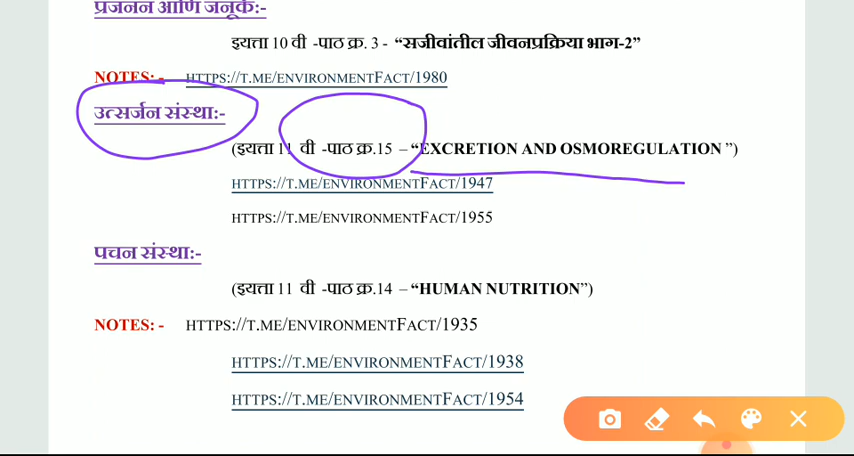 प्रजनन आणि जनूके:-
इयत्ता 10 वी -पाठ क्र. 3 - “सजीवांतील जीवनप्रक्रिया भाग-2”
NOTES: - HTTPS://T.ME/ENVIRONMENTFACT/1980
उत्सर्जन संस्था:-
(इयत्ता 11 वी -पाठ क्र.15 – “EXCRETION AND OSMOREGULATION ”)
HTTPS://T.ME/ENVIRONMENTFACT/1947
HTTPS://T.ME/ENVIRONMENTFACT/1955
पचन संस्था:-
(इयत्ता 11 वी -पाठ क्र.14 – “HUMAN NUTRITION”)
NOTES: - HTTPS://T.ME/ENVIRONMENTFACT/1935
HTTPS://T.ME/ENVIRONMENTFACT/1938
HTTPS://T.ME/ENVIRONMENTFACT/1954